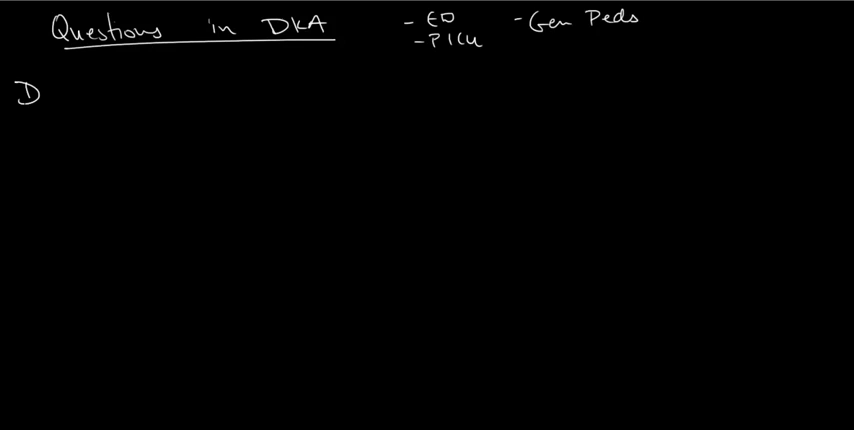 Questions in DKA
- ED
- PICU
- Gen Peds
D